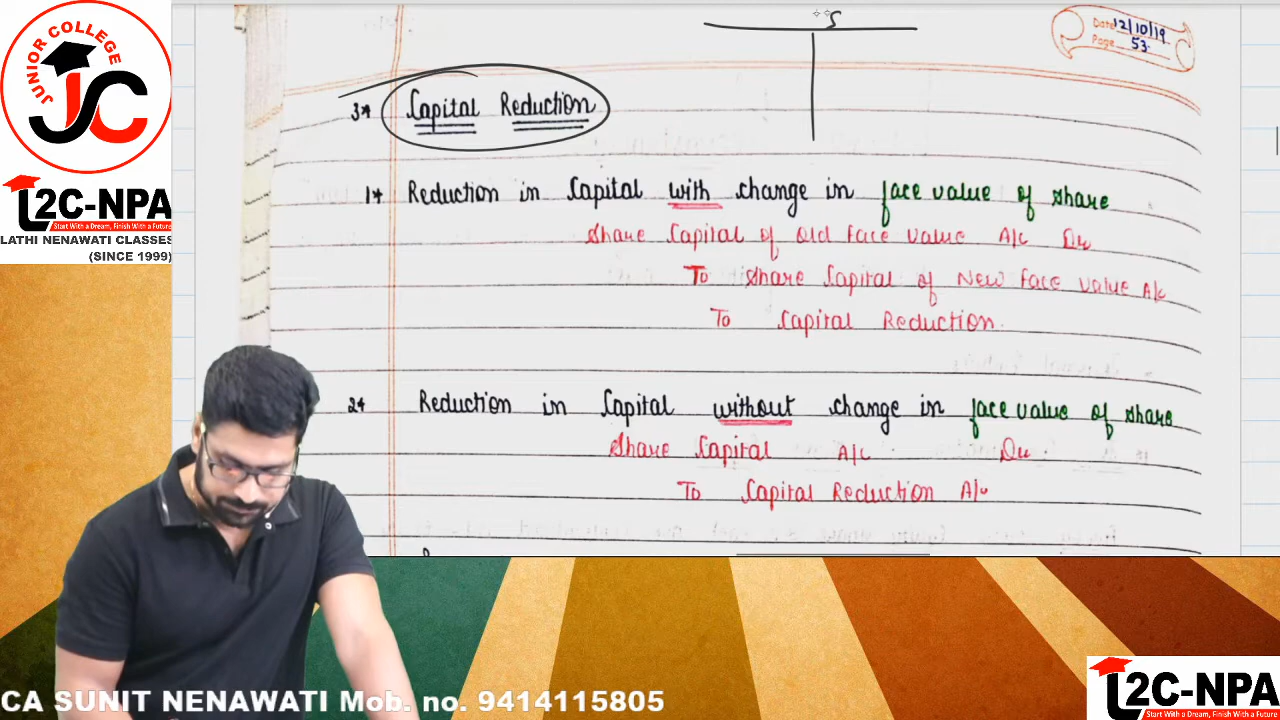 JUNIOR COLLEGE
JC
L2C-NPA
Start With a Dream, Finish With a Future
LATHI NENAWATI CLASSES
(SINCE 1999)
Date 12/10/19
Page 53
3* Capital Reduction
1* Reduction in Capital with change in face value of share
Share Capital of Old Face Value A/c Dr
To Share Capital of New Face Value A/c
To Capital Reduction.
2* Reduction in Capital without change in face value of share
Share Capital A/c Dr
To Capital Reduction A/c
CA SUNIT NENAWATI Mob. no. 9414115805
L2C-NPA
Start With a Dream, Finish With a Future